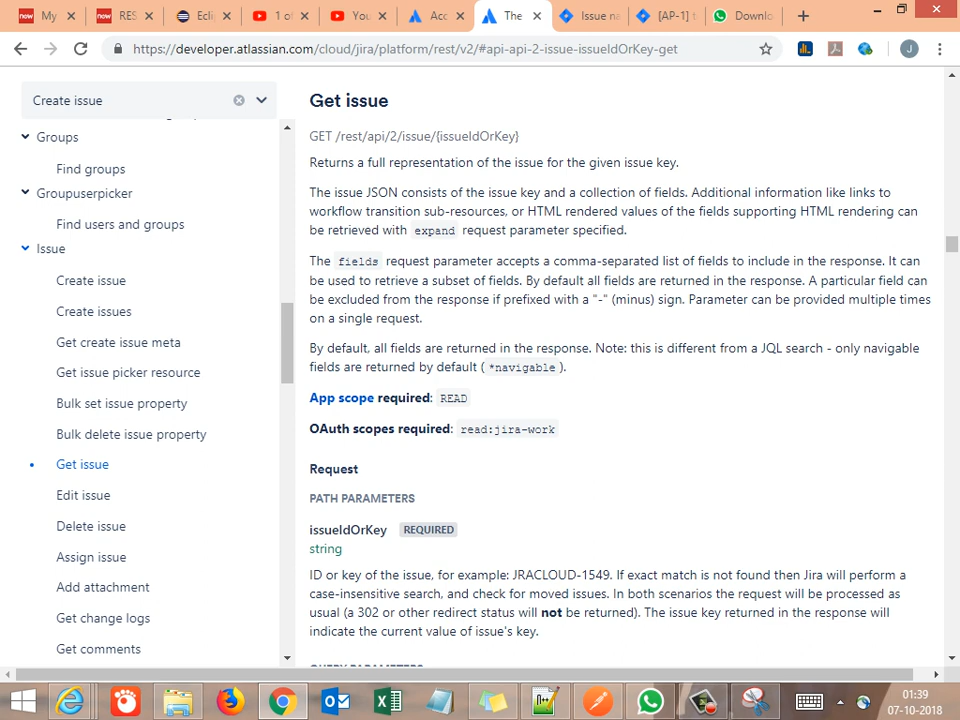 My
RES
Ecli
1 of
You
Acc
The
Issue na
[AP-1] t
Downlo
https://developer.atlassian.com/cloud/jira/platform/rest/v2/#api-api-2-issue-issueIdOrKey-get
J
Create issue
Groups
Find groups
Groupuserpicker
Find users and groups
Issue
Create issue
Create issues
Get create issue meta
Get issue picker resource
Bulk set issue property
Bulk delete issue property
Get issue
Edit issue
Delete issue
Assign issue
Add attachment
Get change logs
Get comments
Get issue
GET /rest/api/2/issue/{issueIdOrKey}
Returns a full representation of the issue for the given issue key.
The issue JSON consists of the issue key and a collection of fields. Additional information like links to
workflow transition sub-resources, or HTML rendered values of the fields supporting HTML rendering can
be retrieved with expand request parameter specified.
The fields request parameter accepts a comma-separated list of fields to include in the response. It can
be used to retrieve a subset of fields. By default all fields are returned in the response. A particular field can
be excluded from the response if prefixed with a "-" (minus) sign. Parameter can be provided multiple times
on a single request.
By default, all fields are returned in the response. Note: this is different from a JQL search - only navigable
fields are returned by default ( *navigable ).
App scope required: READ
OAuth scopes required: read:jira-work
Request
PATH PARAMETERS
issueIdOrKey REQUIRED
string
ID or key of the issue, for example: JRACLOUD-1549. If exact match is not found then Jira will perform a
case-insensitive search, and check for moved issues. In both scenarios the request will be processed as
usual (a 302 or other redirect status will not be returned). The issue key returned in the response will
indicate the current value of issue's key.
QUERY PARAMETERS
01:39
07-10-2018